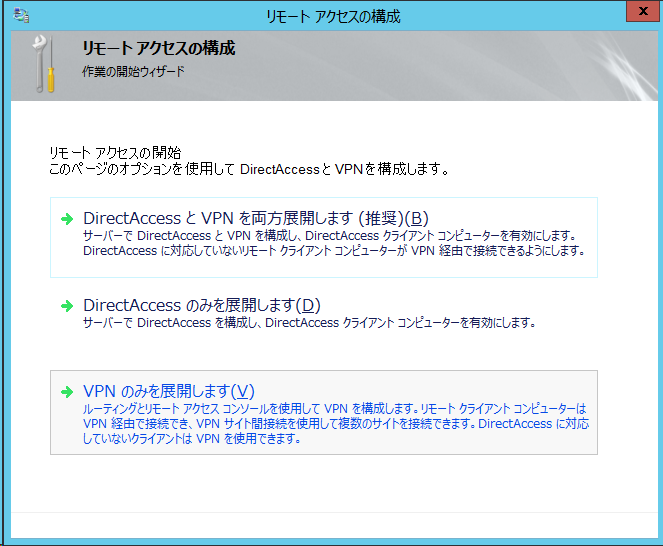 リモート アクセスの構成
x
リモート アクセスの構成
作業の開始ウィザード
リモート アクセスの開始
このページのオプションを使用して DirectAccessとVPNを構成します。
DirectAccess と VPN を両方展開します (推奨)(B)
サーバーで DirectAccess と VPN を構成し、DirectAccess クライアント コンピューターを有効にします。
DirectAccess に対応していないリモート クライアント コンピューターが VPN 経由で接続できるようにします。
DirectAccess のみを展開します(D)
サーバーで DirectAccess を構成し、DirectAccess クライアント コンピューターを有効にします。
VPN のみを展開します(V)
ルーティングとリモート アクセス コンソールを使用して VPN を構成します。リモート クライアント コンピューターは
VPN 経由で接続でき、VPN サイト間接続を使用して複数のサイトを接続できます。DirectAccess に対応
していないクライアントは VPN を使用できます。